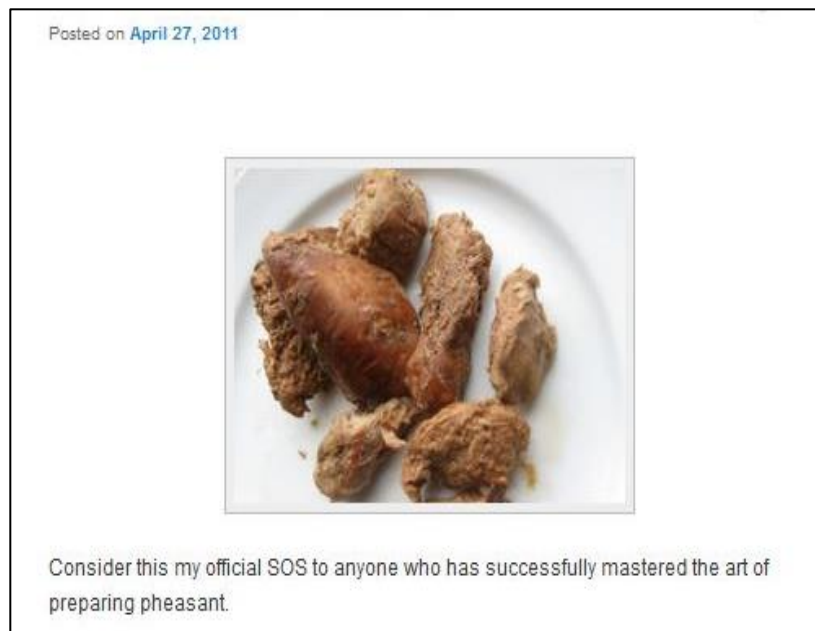 Posted on April 27, 2011
Consider this my official SOS to anyone who has successfully mastered the art of
preparing pheasant.